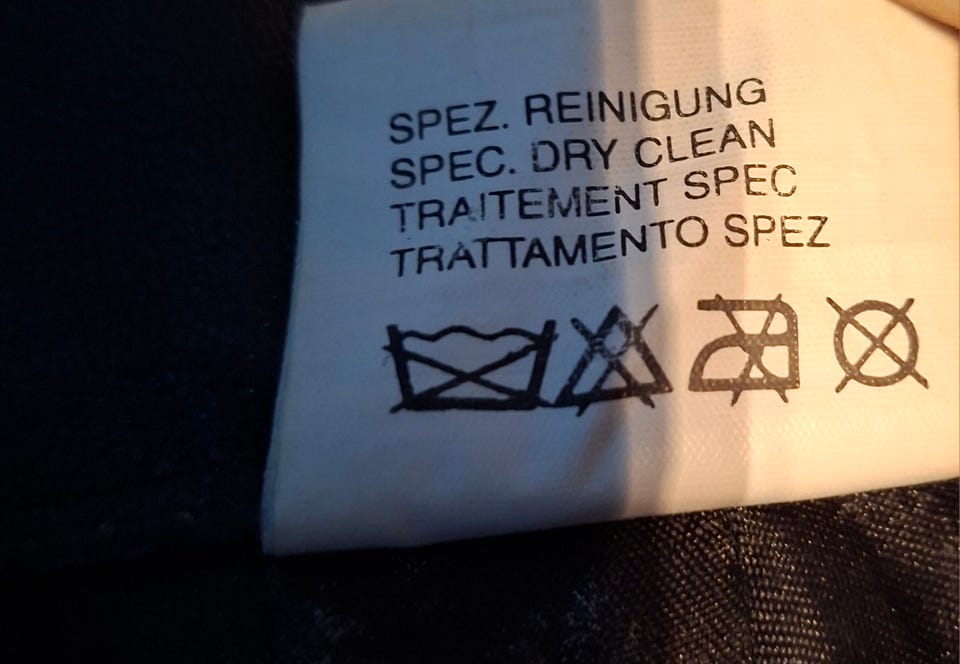 SPEZ. REINIGUNG
SPEC. DRY CLEAN
TRAITEMENT SPEC
TRATTAMENTO SPEZ